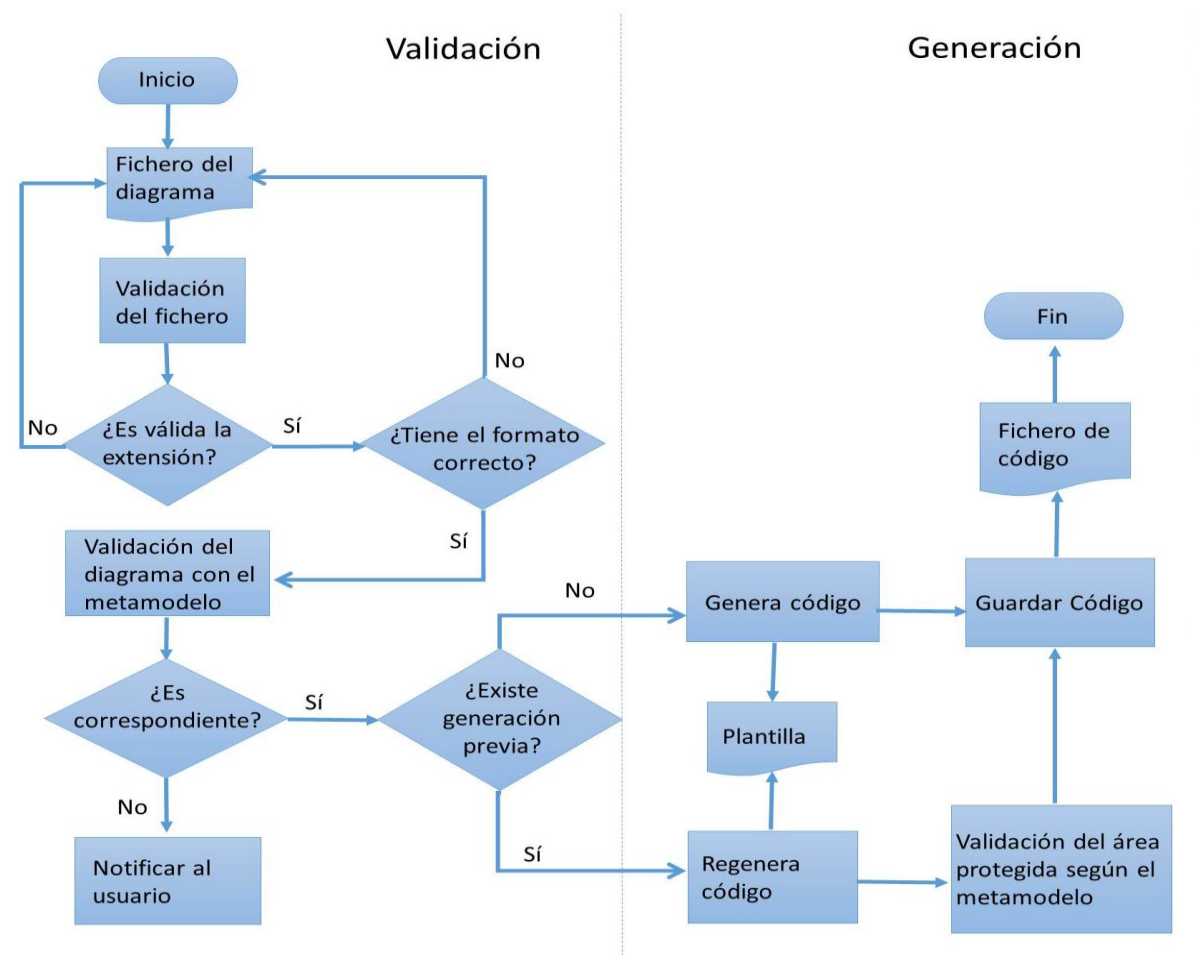 Validación
Generación
Inicio
Fichero del
diagrama
Validación
del fichero
Fin
No
No
¿Es válida la
extensión?
Sí
¿Tiene el formato
correcto?
Fichero de
código
Sí
Validación del
diagrama con el
metamodelo
No
Genera código
Guardar Código
¿Es
correspondiente?
Sí
¿Existe
generación
previa?
Plantilla
No
Notificar al
usuario
Sí
Regenera
código
Validación del área
protegida según el
metamodelo